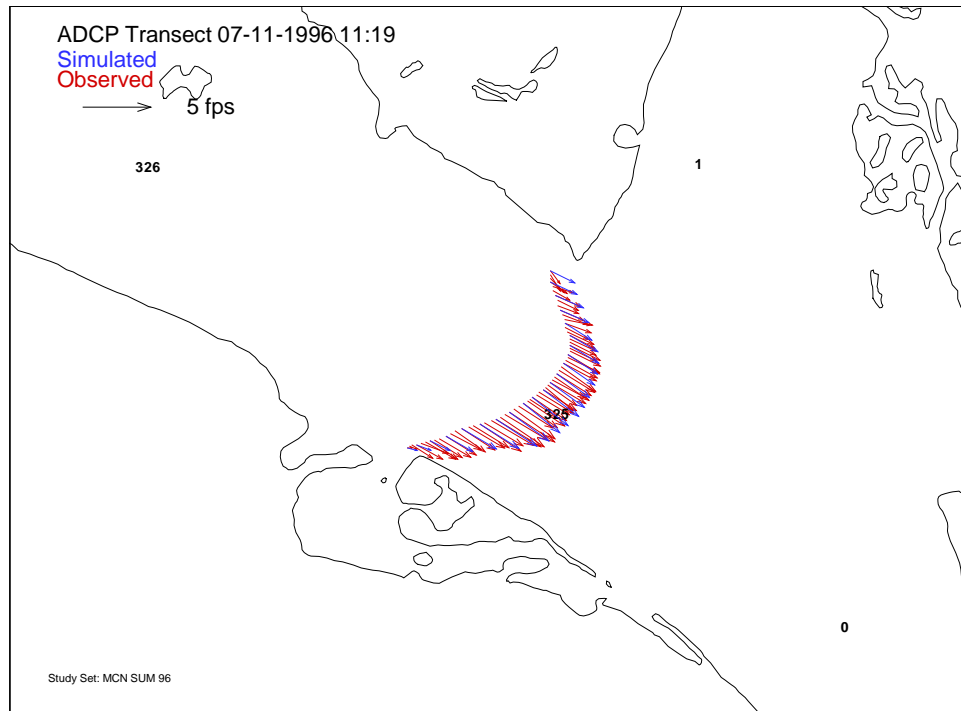 ADCP Transect 07-11-1996 11:19
Simulated
Observed
5 fps
326
1
325
0
Study Set: MCN SUM 96